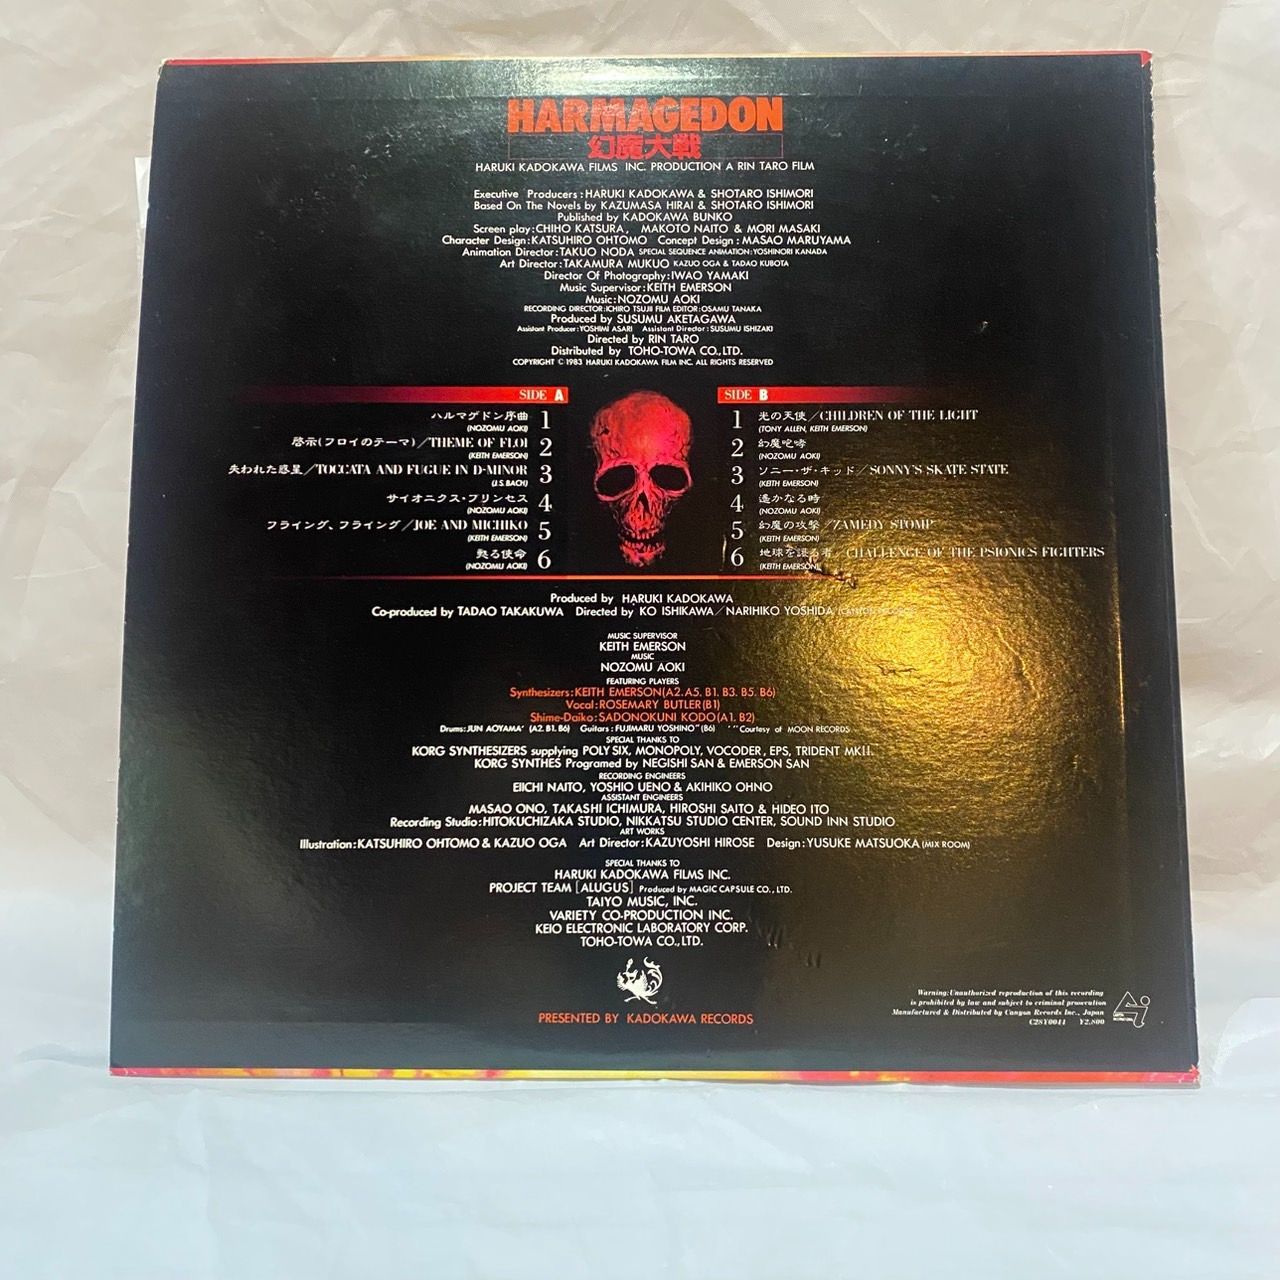 HARMAGEDON
幻魔大戦
HARUKI KADOKAWA FILMS INC. PRODUCTION A RIN TARO FILM
Executive Producers:HARUKI KADOKAWA & SHOTARO ISHIMORI
Based On The Novels by KAZUMASA HIRAI & SHOTARO ISHIMORI
Published by KADOKAWA BUNKO
Screen play:CHIHO KATSURA, MAKOTO NAITO & MORI MASAKI
Character Design:KATSUHIRO OHTOMO Concept Design:MASAO MARUYAMA
Animation Director:TAKUO NODA SPECIAL SEQUENCE ANIMATION:YOSHINORI KANADA
Art Director:TAKAMURA MUKUO KAZUO OGA & TADAO KUBOTA
Director Of Photography:IWAO YAMAKI
Music Supervisor:KEITH EMERSON
Music:NOZOMU AOKI
RECORDING DIRECTOR:ICHIRO TSUJII FILM EDITOR:OSAMU TANAKA
Produced by SUSUMU AKETAGAWA
Assistant Producer:YOSHIMI ASARI Assistant Director:SUSUMU ISHIZAKI
Directed by RIN TARO
Distributed by TOHO-TOWA CO.,LTD.
COPYRIGHT © 1983 HARUKI KADOKAWA FILM INC. ALL RIGHTS RESERVED
SIDE A
ハルマグドン序曲 1
(NOZOMU AOKI)
啓示(フロイのテーマ)/THEME OF FLOI 2
(KEITH EMERSON)
失われた惑星/TOCCATA AND FUGUE IN D-MINOR 3
(J.S. BACH)
サイオニクス・プリンセス 4
(NOZOMU AOKI)
フライング、フライング/JOE AND MICHIKO 5
(KEITH EMERSON)
甦る使命 6
(NOZOMU AOKI)
SIDE B
1 光の天使/CHILDREN OF THE LIGHT
(TONY ALLEN, KEITH EMERSON)
2 幻魔咆哮
(NOZOMU AOKI)
3 ソニー・ザ・キッド/SONNY'S SKATE STATE
(KEITH EMERSON)
4 遙かなる時
(NOZOMU AOKI)
5 幻魔の攻撃/ZAMEDY STOMP
(KEITH EMERSON)
6 地球を護る者/CHALLENGE OF THE PSIONICS FIGHTERS
(KEITH EMERSON)
Produced by HARUKI KADOKAWA
Co-produced by TADAO TAKAKUWA Directed by KO ISHIKAWA/NARIHIKO YOSHIDA (CANYON RECORDS)
MUSIC SUPERVISOR
KEITH EMERSON
MUSIC
NOZOMU AOKI
FEATURING PLAYERS
Synthesizers:KEITH EMERSON(A2. A5. B1. B3. B5. B6)
Vocal:ROSEMARY BUTLER(B1)
Shime-Daiko:SADONOKUNI KODO(A1. B2)
Drums:JUN AOYAMA* (A2. B1. B6) Guitars:FUJIMARU YOSHINO**(B6) *,**Courtesy of MOON RECORDS
SPECIAL THANKS TO
KORG SYNTHESIZERS supplying POLY SIX, MONOPOLY, VOCODER, EPS, TRIDENT MKII.
KORG SYNTHES Programed by NEGISHI SAN & EMERSON SAN
RECORDING ENGINEERS
EIICHI NAITO, YOSHIO UENO & AKIHIKO OHNO
ASSISTANT ENGINEERS
MASAO ONO, TAKASHI ICHIMURA, HIROSHI SAITO & HIDEO ITO
Recording Studio:HITOKUCHIZAKA STUDIO, NIKKATSU STUDIO CENTER, SOUND INN STUDIO
ART WORKS
Illustration:KATSUHIRO OHTOMO & KAZUO OGA Art Director:KAZUYOSHI HIROSE Design:YUSUKE MATSUOKA (MIX ROOM)
SPECIAL THANKS TO
HARUKI KADOKAWA FILMS INC.
PROJECT TEAM [ALUGUS] Produced by MAGIC CAPSULE CO., LTD.
TAIYO MUSIC, INC.
VARIETY CO-PRODUCTION INC.
KEIO ELECTRONIC LABORATORY CORP.
TOHO-TOWA CO.,LTD.
PRESENTED BY KADOKAWA RECORDS
Warning:Unauthorized reproduction of this recording
is prohibited by law and subject to criminal prosecution
Manufactured & Distributed by Canyon Records Inc., Japan
C28Y0044 ¥2,800